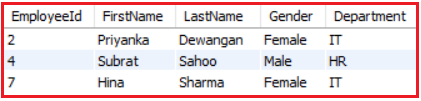 EmployeeId FirstName LastName Gender Department
2 Priyanka Dewangan Female IT
4 Subrat Sahoo Male HR
7 Hina Sharma Female IT